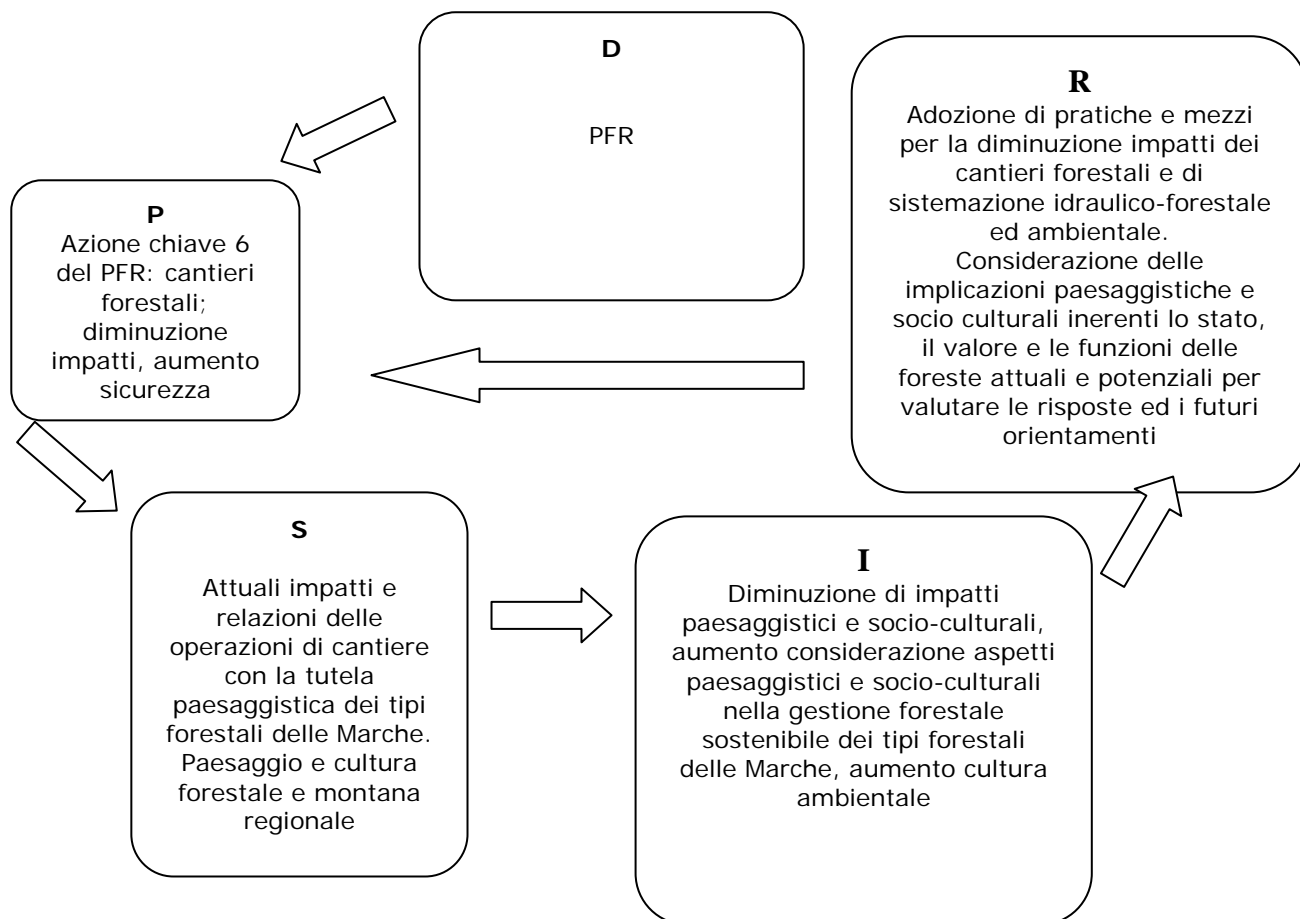 D
PFR
R
Adozione di pratiche e mezzi
per la diminuzione impatti dei
cantieri forestali e di
sistemazione idraulico-forestale
ed ambientale.
Considerazione delle
implicazioni paesaggistiche e
socio culturali inerenti lo stato,
il valore e le funzioni delle
foreste attuali e potenziali per
valutare le risposte ed i futuri
orientamenti
P
Azione chiave 6
del PFR: cantieri
forestali;
diminuzione
impatti, aumento
sicurezza
S
Attuali impatti e
relazioni delle
operazioni di cantiere
con la tutela
paesaggistica dei tipi
forestali delle Marche.
Paesaggio e cultura
forestale e montana
regionale
I
Diminuzione di impatti
paesaggistici e socio-culturali,
aumento considerazione aspetti
paesaggistici e socio-culturali
nella gestione forestale
sostenibile dei tipi forestali
delle Marche, aumento cultura
ambientale